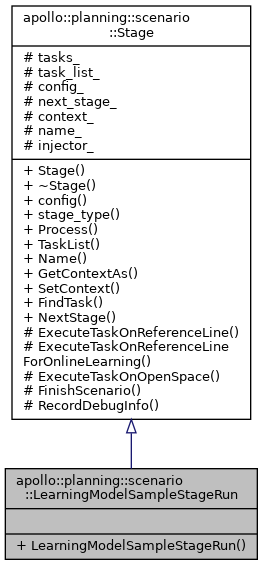 apollo::planning::scenario
::Stage
# tasks_
# task_list_
# config_
# next_stage_
# context_
# name_
# injector_
+ Stage()
+ ~Stage()
+ config()
+ stage_type()
+ Process()
+ TaskList()
+ Name()
+ GetContextAs()
+ SetContext()
+ FindTask()
+ NextStage()
# ExecuteTaskOnReferenceLine()
# ExecuteTaskOnReferenceLine
ForOnlineLearning()
# ExecuteTaskOnOpenSpace()
# FinishScenario()
# RecordDebugInfo()
apollo::planning::scenario
::LearningModelSampleStageRun
+ LearningModelSampleStageRun()